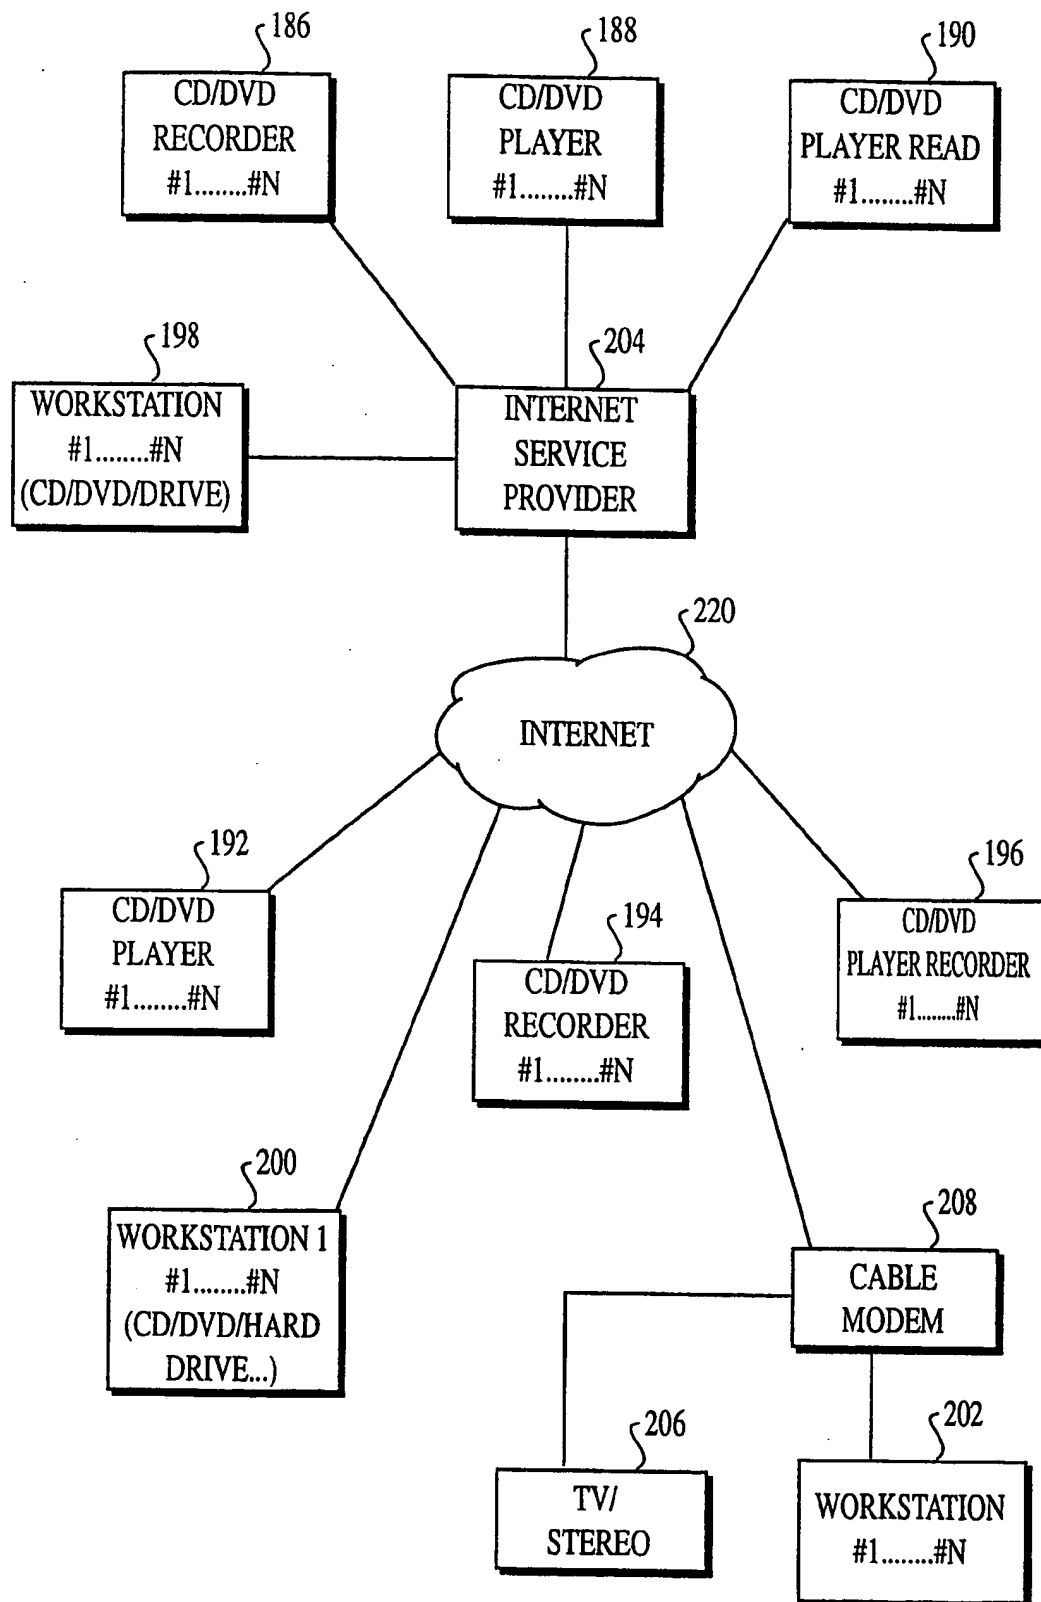 186
CD/DVD
RECORDER
#1........#N
188
CD/DVD
PLAYER
#1........#N
190
CD/DVD
PLAYER READ
#1........#N
198
WORKSTATION
#1........#N
(CD/DVD/DRIVE)
204
INTERNET
SERVICE
PROVIDER
220
INTERNET
192
CD/DVD
PLAYER
#1........#N
194
CD/DVD
RECORDER
#1........#N
196
CD/DVD
PLAYER RECORDER
#1........#N
200
WORKSTATION 1
#1........#N
(CD/DVD/HARD
DRIVE...)
208
CABLE
MODEM
206
TV/
STEREO
202
WORKSTATION
#1........#N